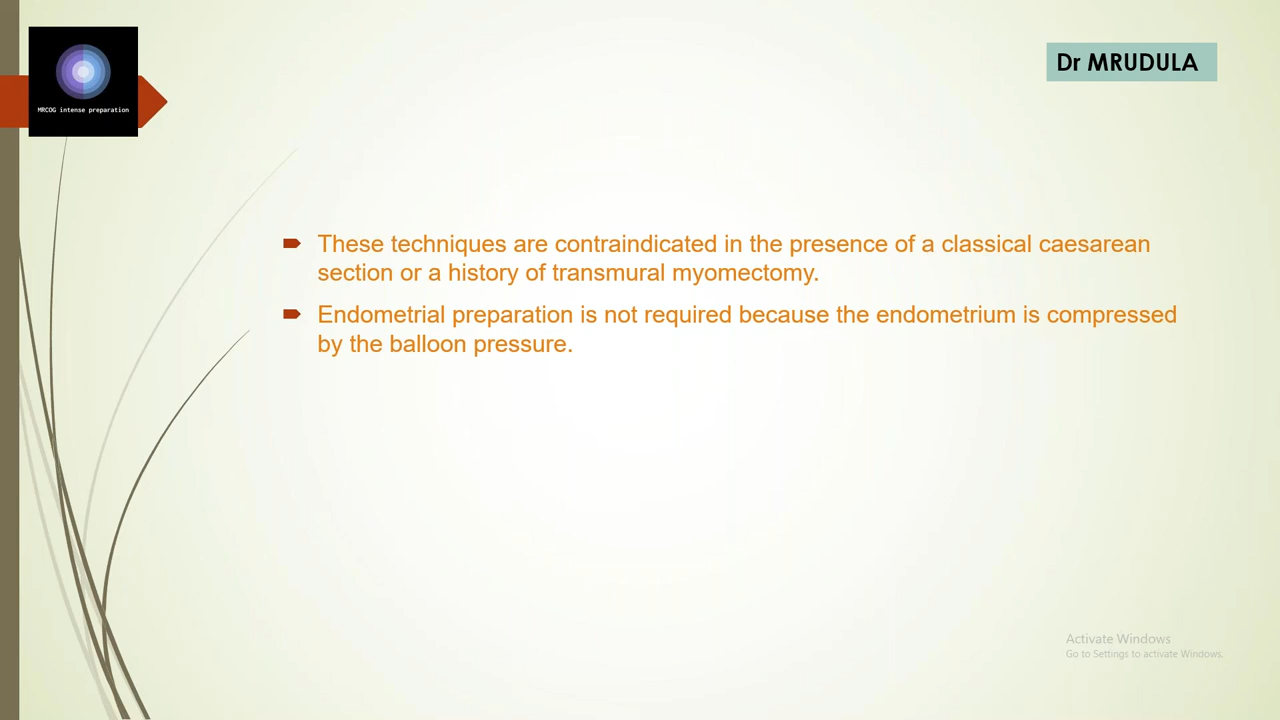 MRCOG intense preparation
Dr MRUDULA
These techniques are contraindicated in the presence of a classical caesarean
section or a history of transmural myomectomy.
Endometrial preparation is not required because the endometrium is compressed
by the balloon pressure.
Activate Windows
Go to Settings to activate Windows.